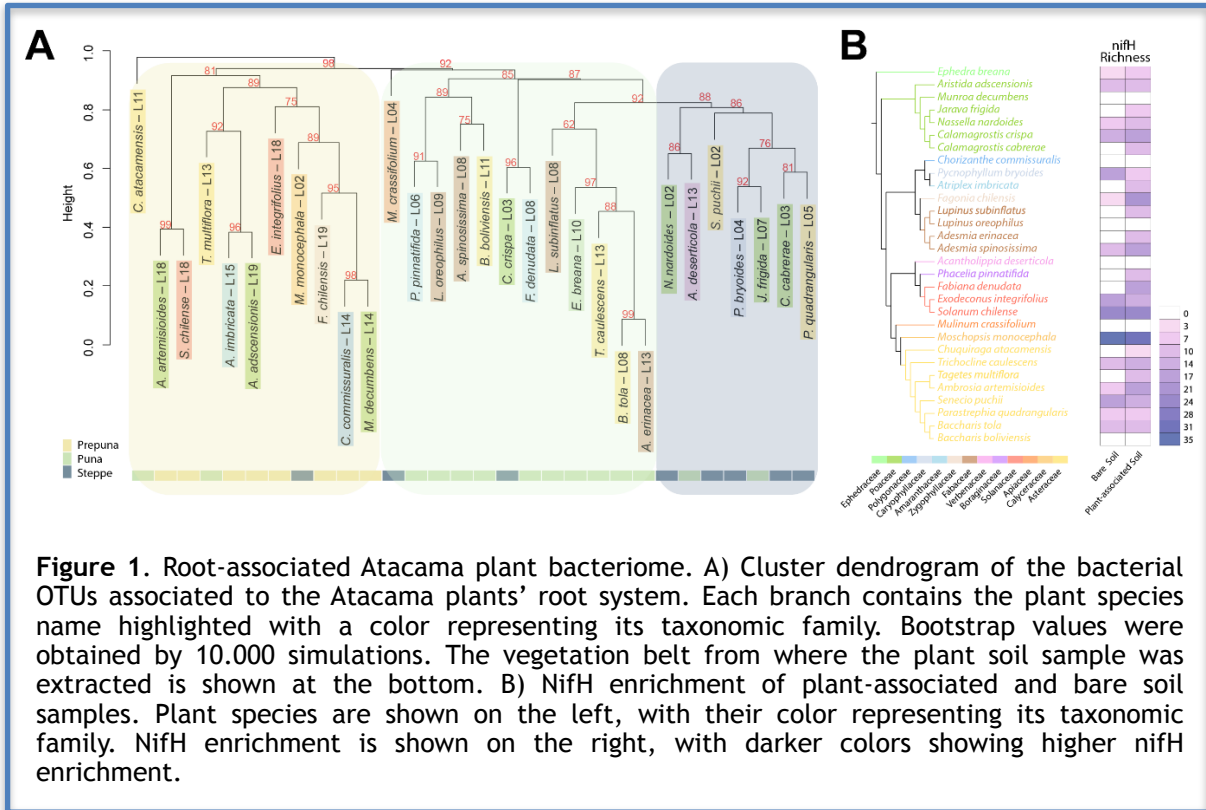 A
Height
0.0
0.2
0.4
0.6
0.8
1.0
98
81
92
89
85
87
92
75
89
92
89
75
62
88
86
95
91
96
97
86
76
99
96
98
88
92
81
99
C. atacamensis – L11
A. artemisioides – L18
S. chilense – L18
T. multiflora – L13
A. imbricata – L15
A. adscensionis – L19
E. integrifolius – L18
M. monocephala – L02
F. chilensis – L19
C. commissuralis – L14
M. decumbens – L14
M. crassifolium – L04
P. pinnatifida – L06
L. oreophilus – L09
A. spinosissima – L08
B. boliviensis – L11
C. crispa – L03
F. denudata – L08
L. subinflatus – L08
E. breana – L10
T. caulescens – L13
B. tola – L08
A. erinacea – L13
N. nardoides – L02
A. deserticola – L13
S. puchii – L02
P. bryoides – L04
J. frigida – L07
C. cabrerae – L03
P. quadrangularis – L05
Prepuna
Puna
Steppe
B
nifH
Richness
Ephedra breana
Aristida adscensionis
Munroa decumbens
Jarava frigida
Nassella nardoides
Calamagrostis crispa
Calamagrostis cabrerae
Chorizanthe commissuralis
Pycnophyllum bryoides
Atriplex imbricata
Fagonia chilensis
Lupinus subinflatus
Lupinus oreophilus
Adesmia erinacea
Adesmia spinosissima
Acantholippia deserticola
Phacelia pinnatifida
Fabiana denudata
Exodeconus integrifolius
Solanum chilense
Mulinum crassifolium
Moschopsis monocephala
Chuquiraga atacamensis
Trichocline caulescens
Tagetes multiflora
Ambrosia artemisioides
Senecio puchii
Parastrephia quadrangularis
Baccharis tola
Baccharis boliviensis
0
3
7
10
14
17
21
24
28
31
35
Ephedraceae
Poaceae
Polygonaceae
Caryophyllaceae
Amaranthaceae
Zygophyllaceae
Fabaceae
Verbenaceae
Boraginaceae
Solanaceae
Apiaceae
Calyceraceae
Asteraceae
Bare Soil
Plant-associated Soil
Figure 1. Root-associated Atacama plant bacteriome. A) Cluster dendrogram of the bacterial
OTUs associated to the Atacama plants’ root system. Each branch contains the plant species
name highlighted with a color representing its taxonomic family. Bootstrap values were
obtained by 10.000 simulations. The vegetation belt from where the plant soil sample was
extracted is shown at the bottom. B) NifH enrichment of plant-associated and bare soil
samples. Plant species are shown on the left, with their color representing its taxonomic
family. NifH enrichment is shown on the right, with darker colors showing higher nifH
enrichment.